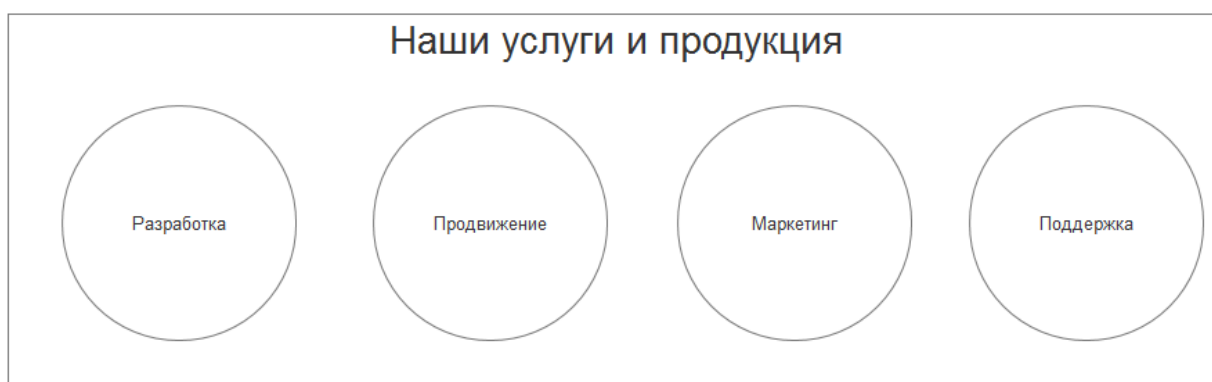 Наши услуги и продукция
Разработка
Продвижение
Маркетинг
Поддержка